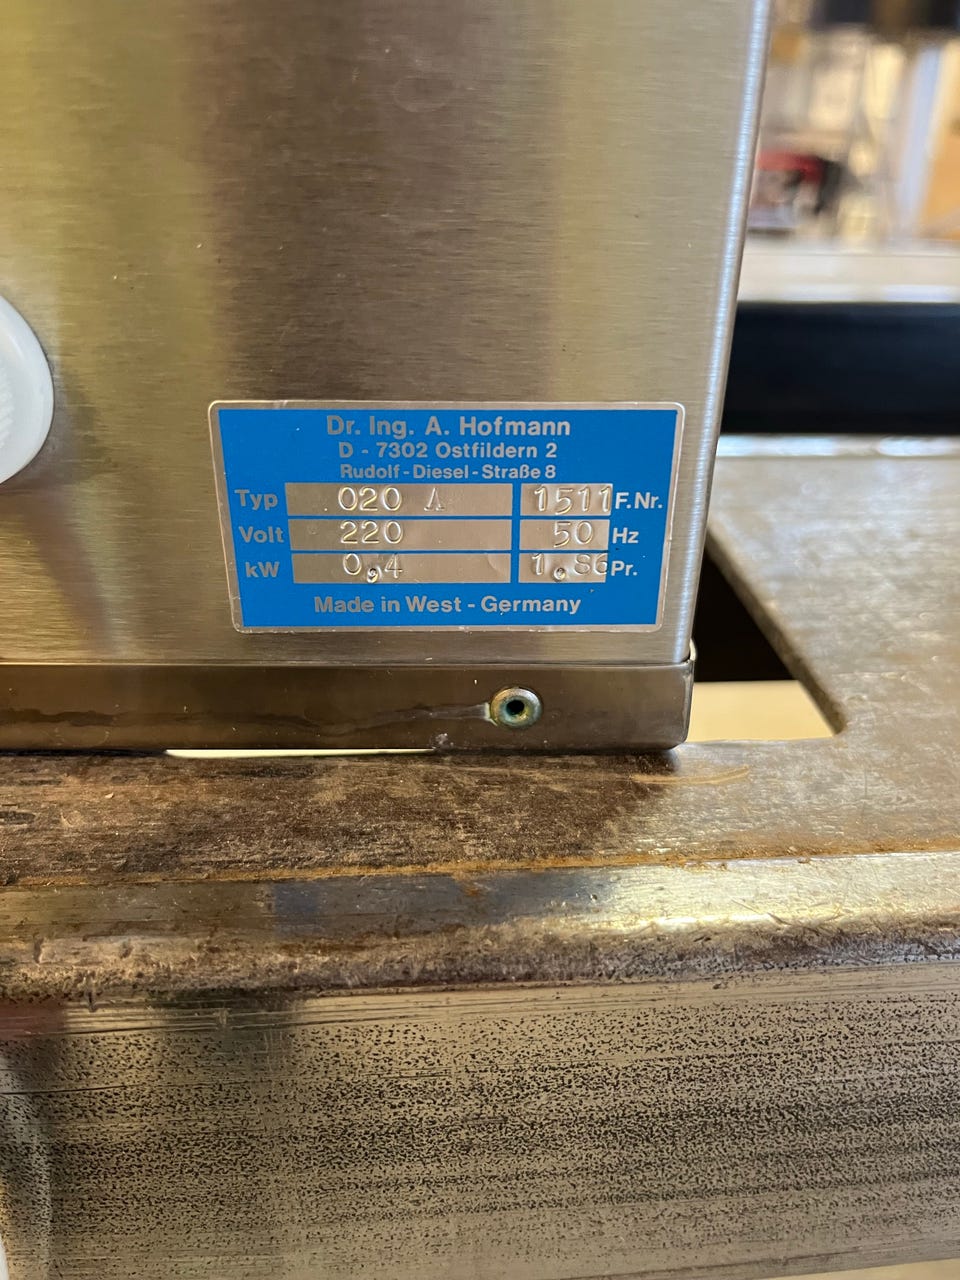 Dr. Ing. A. Hofmann
D - 7302 Ostfildern 2
Rudolf - Diesel - Straße 8
Typ 020 A 1511 F.Nr.
Volt 220 50 Hz
kW 0,4 1.86 Pr.
Made in West - Germany